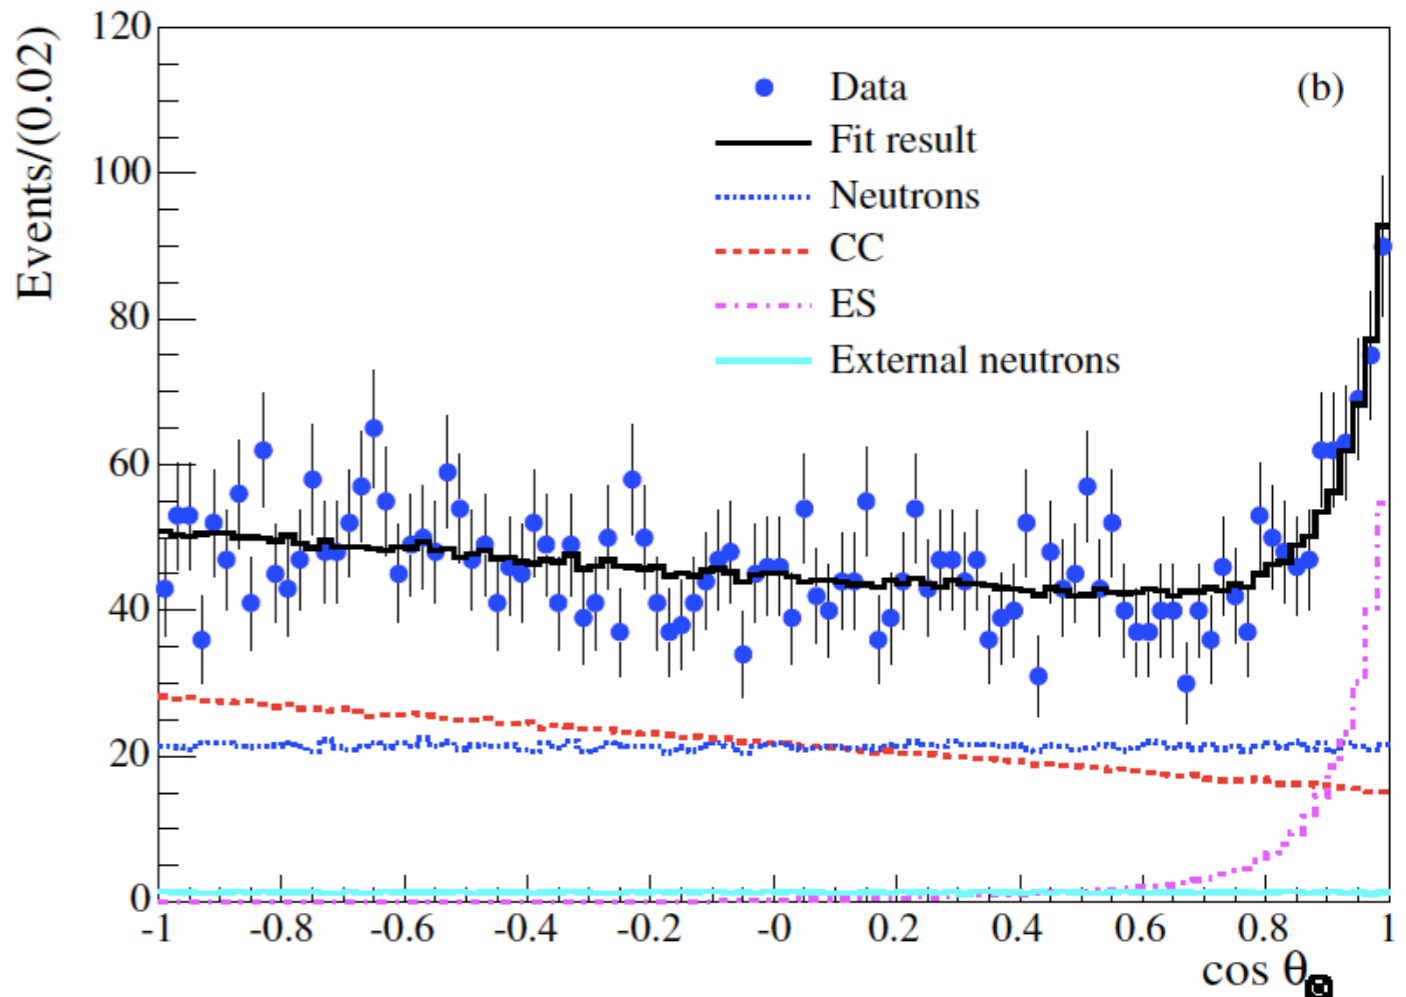 Events/(0.02)
120
100
80
60
40
20
0
(b)
Data
Fit result
Neutrons
CC
ES
External neutrons
-1 -0.8 -0.6 -0.4 -0.2 -0 0.2 0.4 0.6 0.8 1
cos θ☉